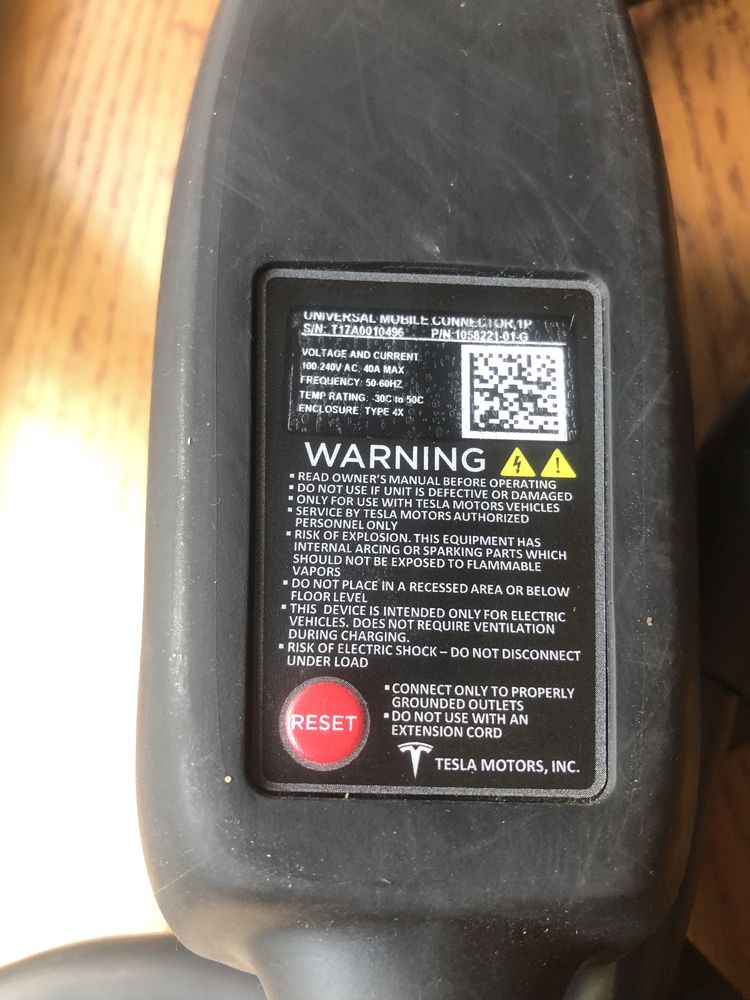 UNIVERSAL MOBILE CONNECTOR,1P
S/N: T17A0010496 P/N:1058221-01-G
VOLTAGE AND CURRENT:
100-240V AC, 40A MAX
FREQUENCY: 50-60HZ
TEMP RATING: -30C to 50C
ENCLOSURE: TYPE 4X
WARNING
▪ READ OWNER'S MANUAL BEFORE OPERATING
▪ DO NOT USE IF UNIT IS DEFECTIVE OR DAMAGED
▪ ONLY FOR USE WITH TESLA MOTORS VEHICLES
▪ SERVICE BY TESLA MOTORS AUTHORIZED
PERSONNEL ONLY
▪ RISK OF EXPLOSION. THIS EQUIPMENT HAS
INTERNAL ARCING OR SPARKING PARTS WHICH
SHOULD NOT BE EXPOSED TO FLAMMABLE
VAPORS
▪ DO NOT PLACE IN A RECESSED AREA OR BELOW
FLOOR LEVEL
▪ THIS DEVICE IS INTENDED ONLY FOR ELECTRIC
VEHICLES. DOES NOT REQUIRE VENTILATION
DURING CHARGING.
▪ RISK OF ELECTRIC SHOCK – DO NOT DISCONNECT
UNDER LOAD
RESET
▪ CONNECT ONLY TO PROPERLY
GROUNDED OUTLETS
▪ DO NOT USE WITH AN
EXTENSION CORD
TESLA MOTORS, INC.